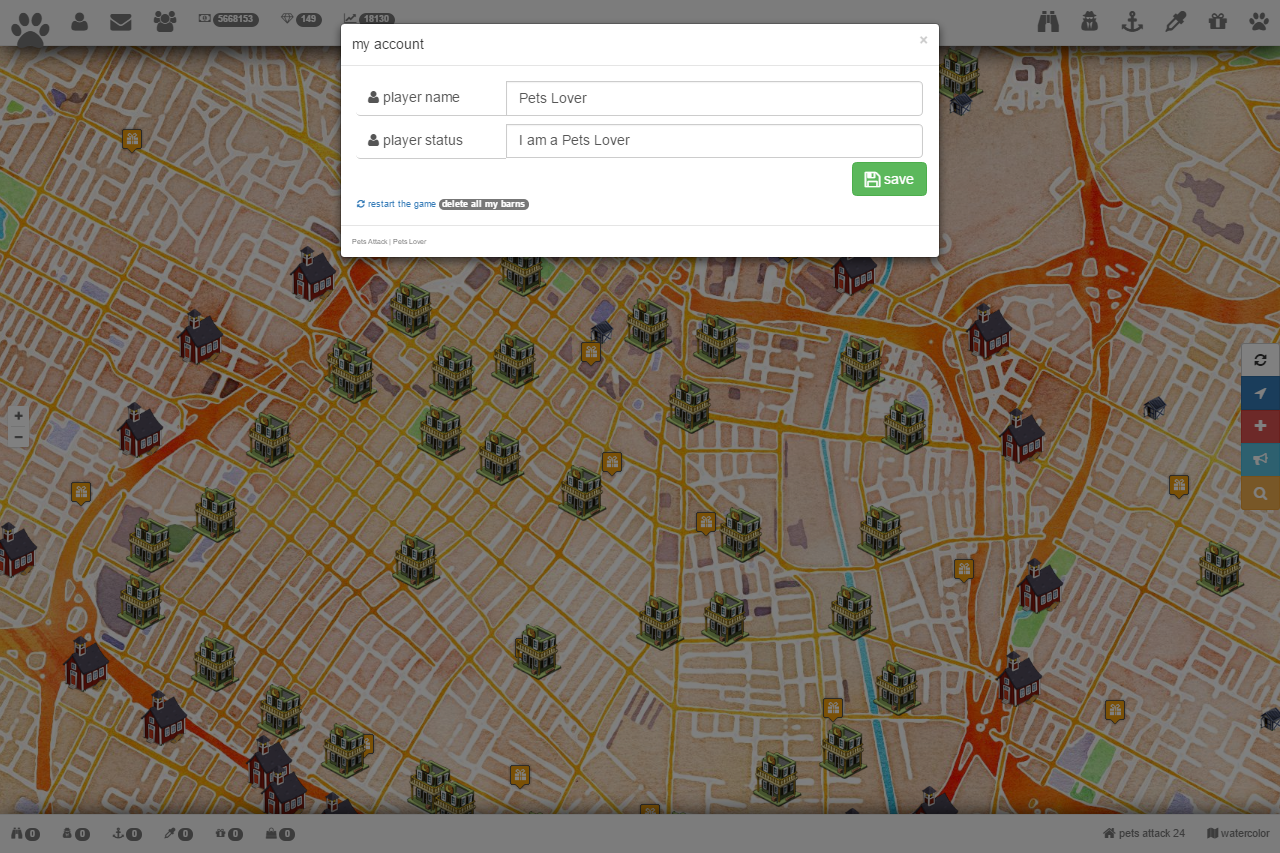 5668153 149 18130
my account ×
player name Pets Lover
player status I am a Pets Lover
save
restart the game delete all my barns
Pets Attack | Pets Lover
+
−
0 0 0 0 0 0 pets attack 24 watercolor